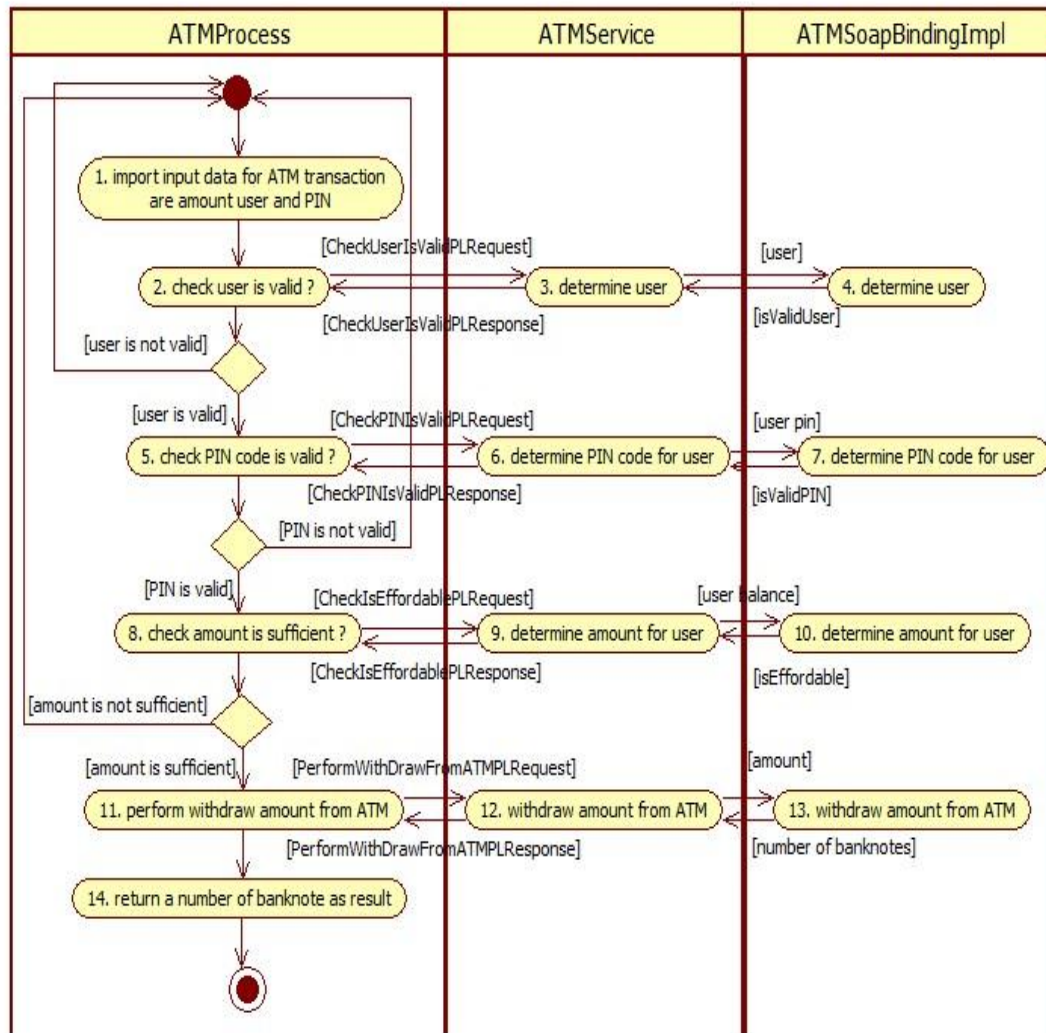 ATMProcess
ATMService
ATMSoapBindingImpl
1. import input data for ATM transaction
are amount user and PIN
[CheckUserIsValidPLRequest]
[user]
2. check user is valid ?
3. determine user
4. determine user
[CheckUserIsValidPLResponse]
[isValidUser]
[user is not valid]
[user is valid]
[CheckPINIsValidPLRequest]
[user pin]
5. check PIN code is valid ?
6. determine PIN code for user
7. determine PIN code for user
[CheckPINIsValidPLResponse]
[isValidPIN]
[PIN is not valid]
[PIN is valid]
[CheckIsEffordablePLRequest]
[user balance]
8. check amount is sufficient ?
9. determine amount for user
10. determine amount for user
[CheckIsEffordablePLResponse]
[isEffordable]
[amount is not sufficient]
[amount is sufficient]
[PerformWithDrawFromATMPLRequest]
[amount]
11. perform withdraw amount from ATM
12. withdraw amount from ATM
13. withdraw amount from ATM
[PerformWithDrawFromATMPLResponse]
[number of banknotes]
14. return a number of banknote as result